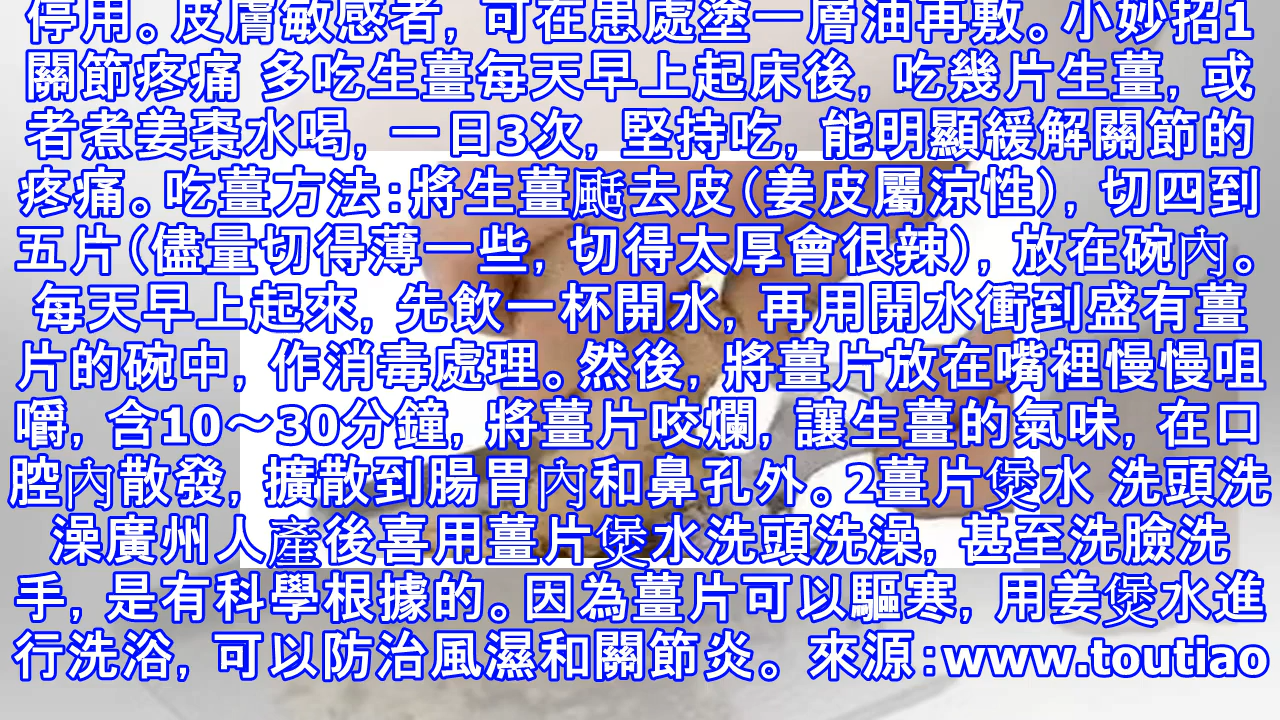 停用。皮膚敏感者，可在患處塗一層油再敷。小妙招1
關節疼痛 多吃生薑每天早上起床後，吃幾片生薑，或
者煮姜棗水喝，一日3次，堅持吃，能明顯緩解關節的
疼痛。吃薑方法：將生薑颳去皮（姜皮屬涼性），切四到
五片（儘量切得薄一些，切得太厚會很辣），放在碗內。
每天早上起來，先飲一杯開水，再用開水衝到盛有薑
片的碗中，作消毒處理。然後，將薑片放在嘴裡慢慢咀
嚼，含10～30分鐘，將薑片咬爛，讓生薑的氣味，在口
腔內散發，擴散到腸胃內和鼻孔外。2薑片煲水 洗頭洗
澡廣州人產後喜用薑片煲水洗頭洗澡，甚至洗臉洗
手，是有科學根據的。因為薑片可以驅寒，用姜煲水進
行洗浴，可以防治風濕和關節炎。來源：www.toutiao